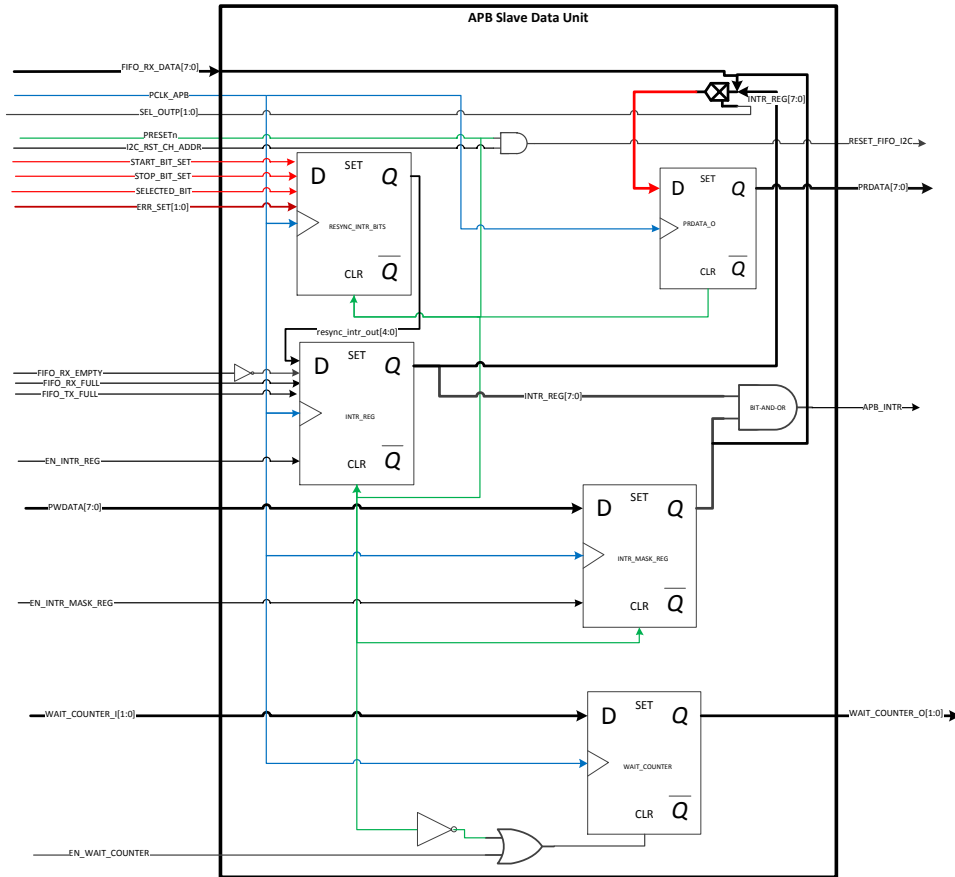 APB Slave Data Unit
FIFO_RX_DATA[7:0]
PCLK_APB
SEL_OUTP[1:0]
INTR_REG[7:0]
PRESETn
I2C_RST_CH_ADDR
RESET_FIFO_I2C
START_BIT_SET
STOP_BIT_SET
SELECTED_BIT
ERR_SET[1:0]
SET
D
Q
RESYNC_INTR_BITS
CLR
Q
SET
D
Q
PRDATA_O
CLR
Q
PRDATA[7:0]
resync_intr_out[4:0]
FIFO_RX_EMPTY
FIFO_RX_FULL
FIFO_TX_FULL
EN_INTR_REG
SET
D
Q
INTR_REG
CLR
Q
INTR_REG[7:0]
BIT-AND-OR
APB_INTR
PWDATA[7:0]
EN_INTR_MASK_REG
SET
D
Q
INTR_MASK_REG
CLR
Q
WAIT_COUNTER_I[1:0]
SET
D
Q
WAIT_COUNTER
CLR
Q
WAIT_COUNTER_O[1:0]
EN_WAIT_COUNTER